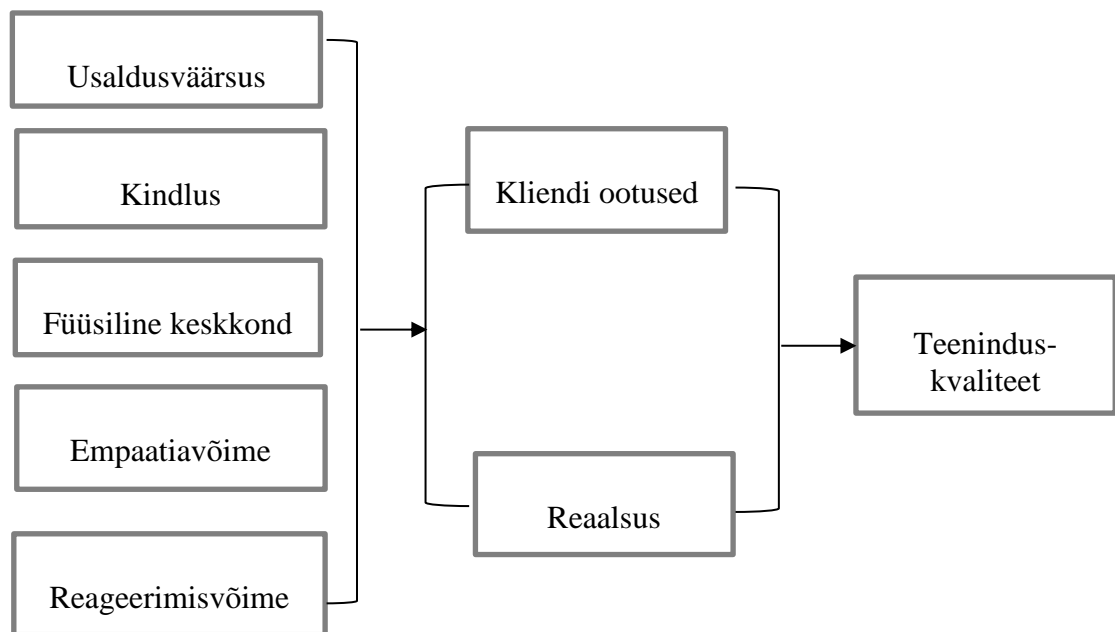 Usaldusväärsus
Kindlus
Füüsiline keskkond
Empaatiavõime
Reageerimisvõime
Kliendi ootused
Reaalsus
Teenindus-
kvaliteet